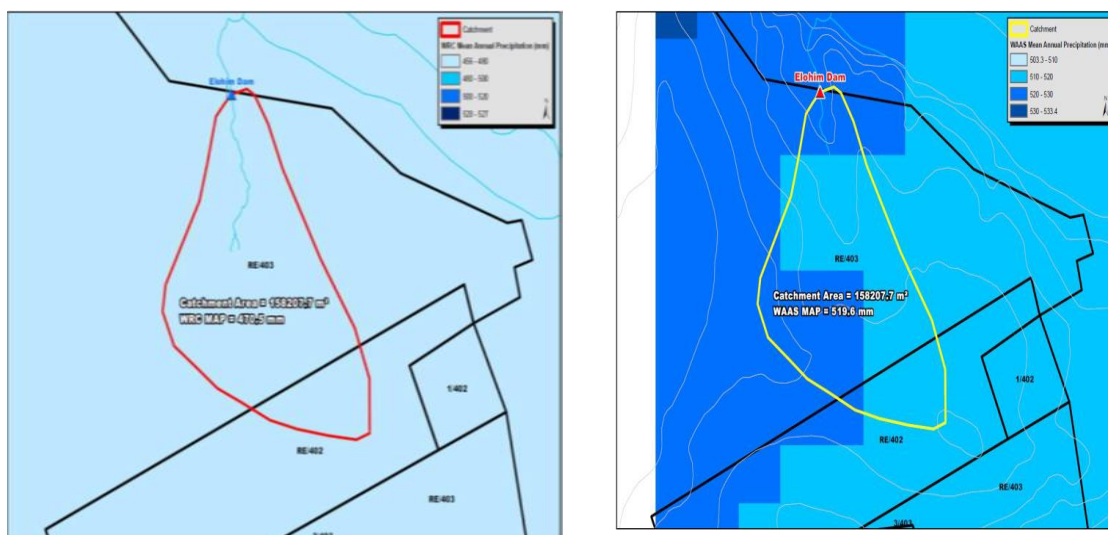 Catchment
WRC Mean Annual Precipitation (mm)
455 - 480
480 - 500
500 - 520
520 - 527
N
Elohim Dam
RE/403
Catchment Area = 158207.7 m²
WRC MAP = 470.5 mm
1/402
RE/402
RE/403
Catchment
WAAS Mean Annual Precipitation (mm)
503.3 - 510
510 - 520
520 - 530
530 - 533.4
N
Elohim Dam
RE/403
Catchment Area = 158207.7 m²
WAAS MAP = 519.6 mm
1/402
RE/402
RE/403
3/403